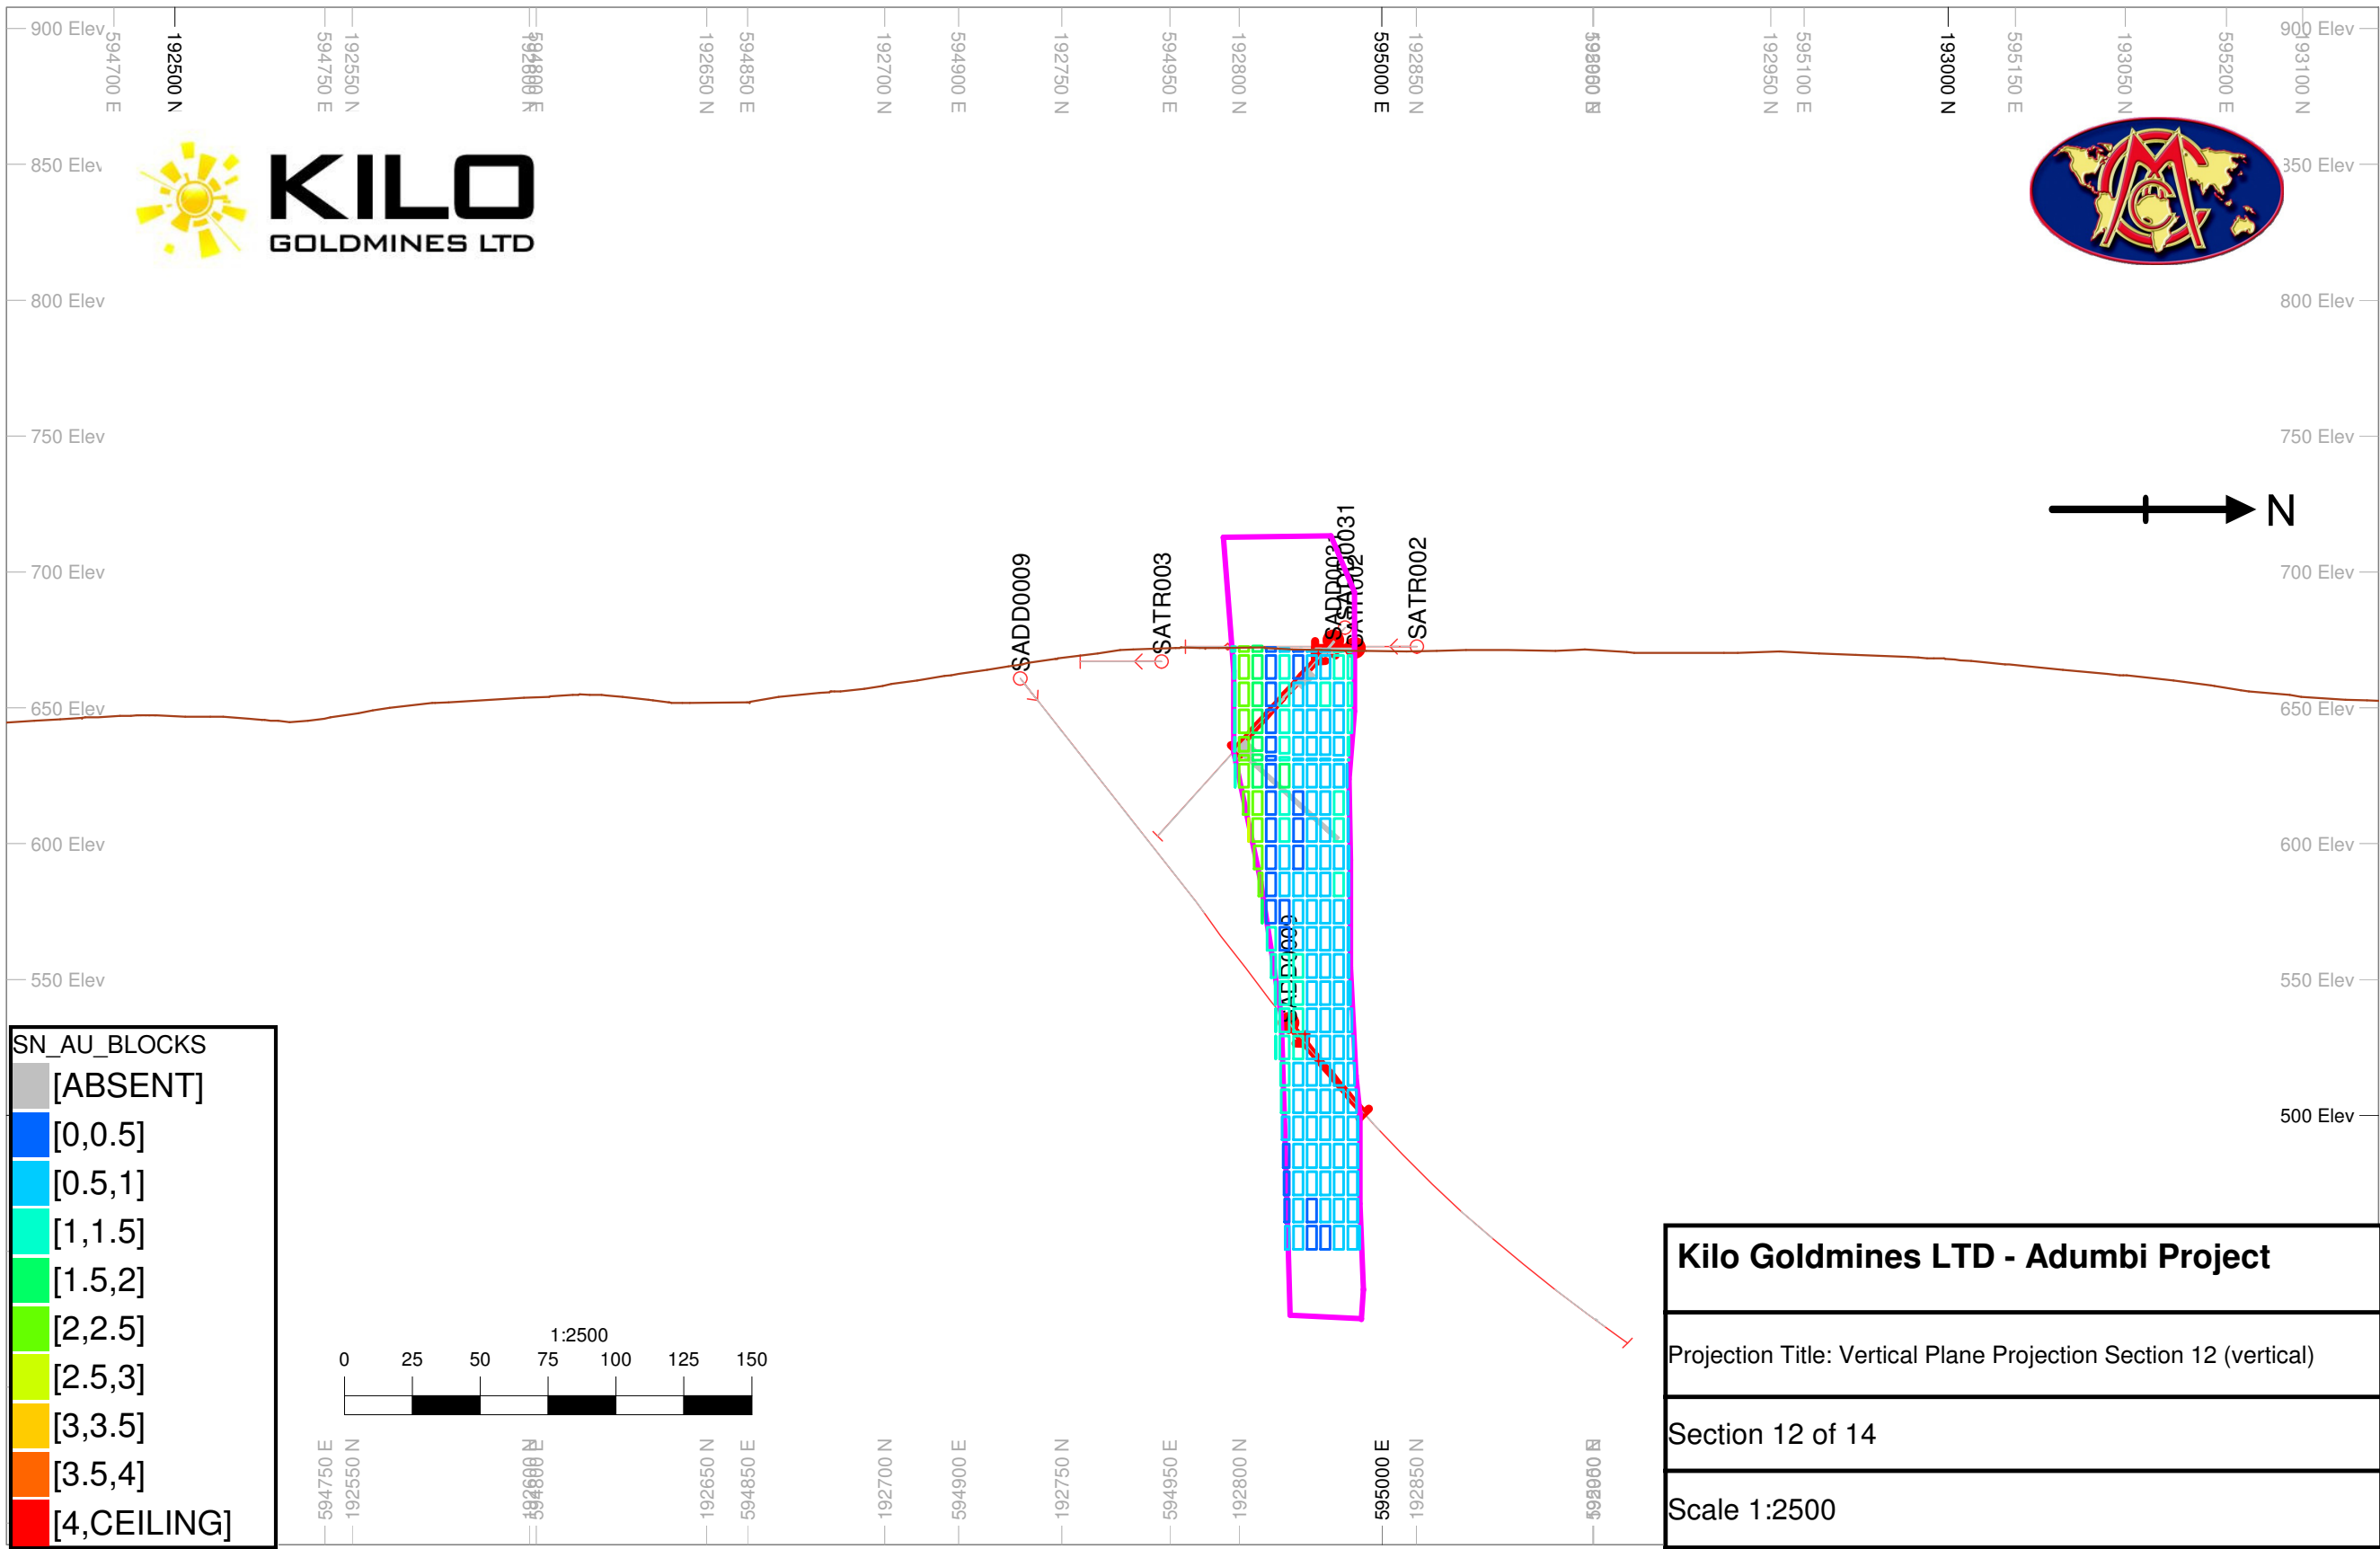 900 Elev
594700 E
192500 N
594750 E
192550 N
594800 E
192650 N
594850 E
192700 N
594900 E
192750 N
594950 E
192800 N
595000 E
192850 N
192950 N
595100 E
193000 N
595150 E
193050 N
595200 E
193100 N
900 Elev
850 Elev
KILO
GOLDMINES LTD
800 Elev
800 Elev
750 Elev
750 Elev
N
700 Elev
700 Elev
SADD0009
SATR003
SATR002
SATR002
650 Elev
650 Elev
600 Elev
600 Elev
550 Elev
550 Elev
SADD0009
500 Elev
SN_AU_BLOCKS
[ABSENT]
[0,0.5]
[0.5,1]
[1,1.5]
[1.5,2]
[2,2.5]
[2.5,3]
[3,3.5]
[3.5,4]
[4,CEILING]
1:2500
0 25 50 75 100 125 150
Kilo Goldmines LTD - Adumbi Project
Projection Title: Vertical Plane Projection Section 12 (vertical)
Section 12 of 14
Scale 1:2500
594750 E
192550 N
192650 N
594850 E
192700 N
594900 E
192750 N
594950 E
192800 N
595000 E
192850 N